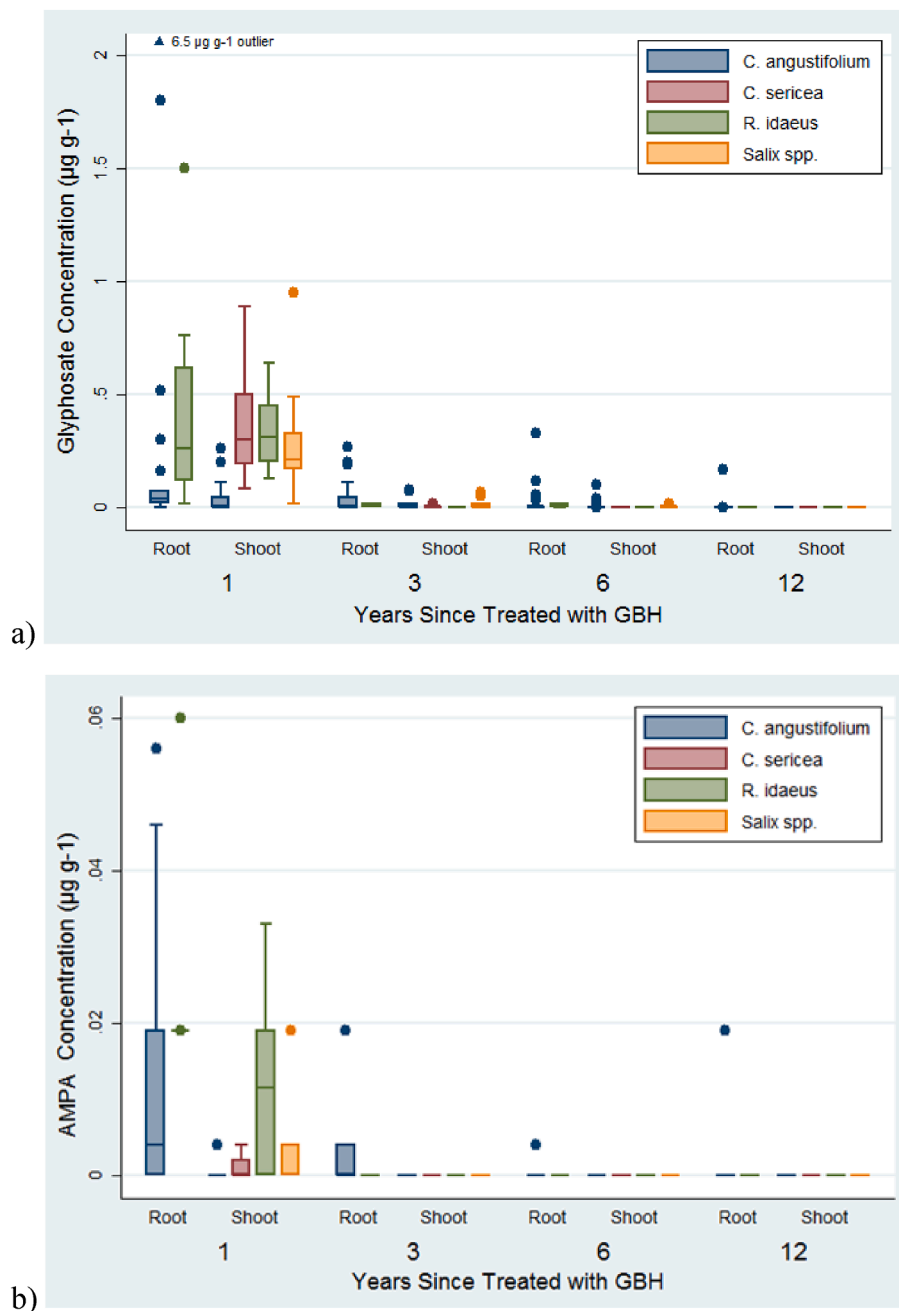 6.5 µg g-1 outlier
C. angustifolium
C. sericea
R. idaeus
Salix spp.
Glyphosate Concentration (µg g-1)
2
1.5
1
.5
0
Root Shoot Root Shoot Root Shoot Root Shoot
1 3 6 12
Years Since Treated with GBH
a)
C. angustifolium
C. sericea
R. idaeus
Salix spp.
AMPA Concentration (µg g-1)
.06
.04
.02
0
Root Shoot Root Shoot Root Shoot Root Shoot
1 3 6 12
Years Since Treated with GBH
b)